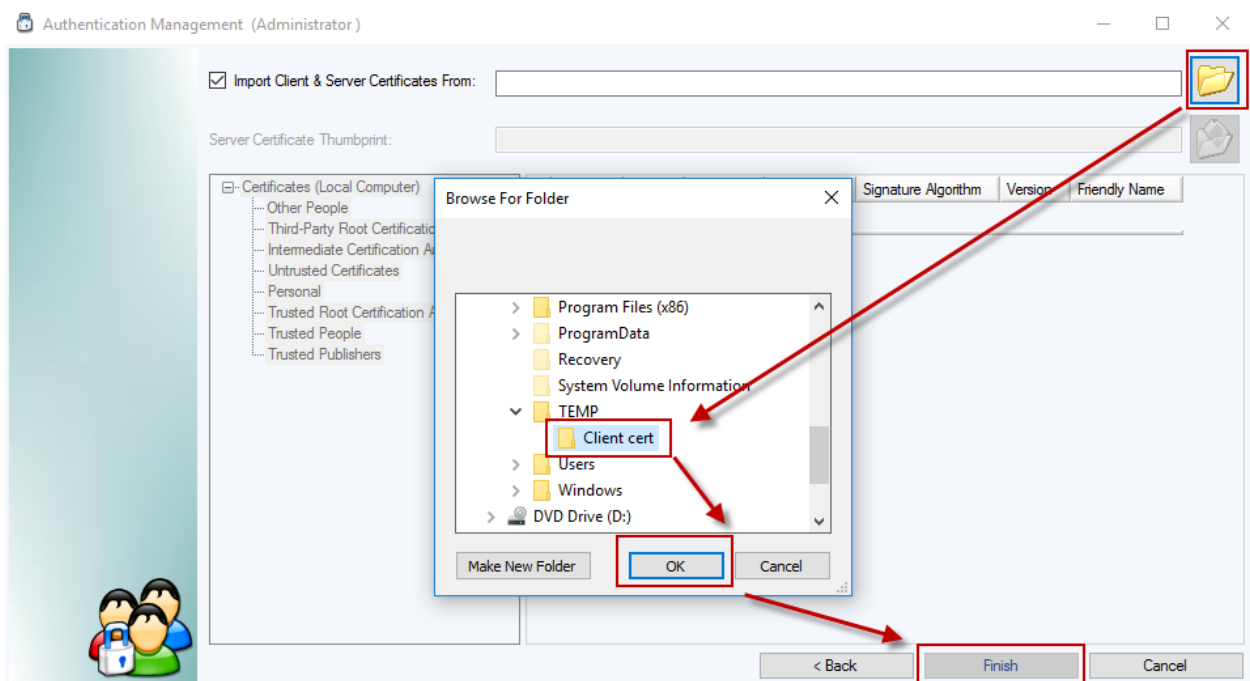 Authentication Management (Administrator )
Import Client & Server Certificates From:
Server Certificate Thumbprint:
Certificates (Local Computer)
Other People
Third-Party Root Certificatio
Intermediate Certification A
Untrusted Certificates
Personal
Trusted Root Certification A
Trusted People
Trusted Publishers
Signature Algorithm Version Friendly Name
Browse For Folder
Program Files (x86)
ProgramData
Recovery
System Volume Information
TEMP
Client cert
Users
Windows
DVD Drive (D:)
Make New Folder OK Cancel
< Back Finish Cancel